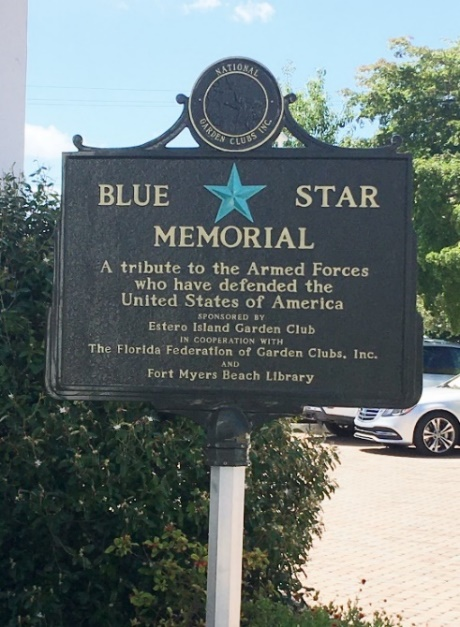 NATIONAL
GARDEN CLUBS INC.
BLUE STAR
MEMORIAL
A tribute to the Armed Forces
who have defended the
United States of America
SPONSORED BY
Estero Island Garden Club
IN COOPERATION WITH
The Florida Federation of Garden Clubs, Inc.
AND
Fort Myers Beach Library